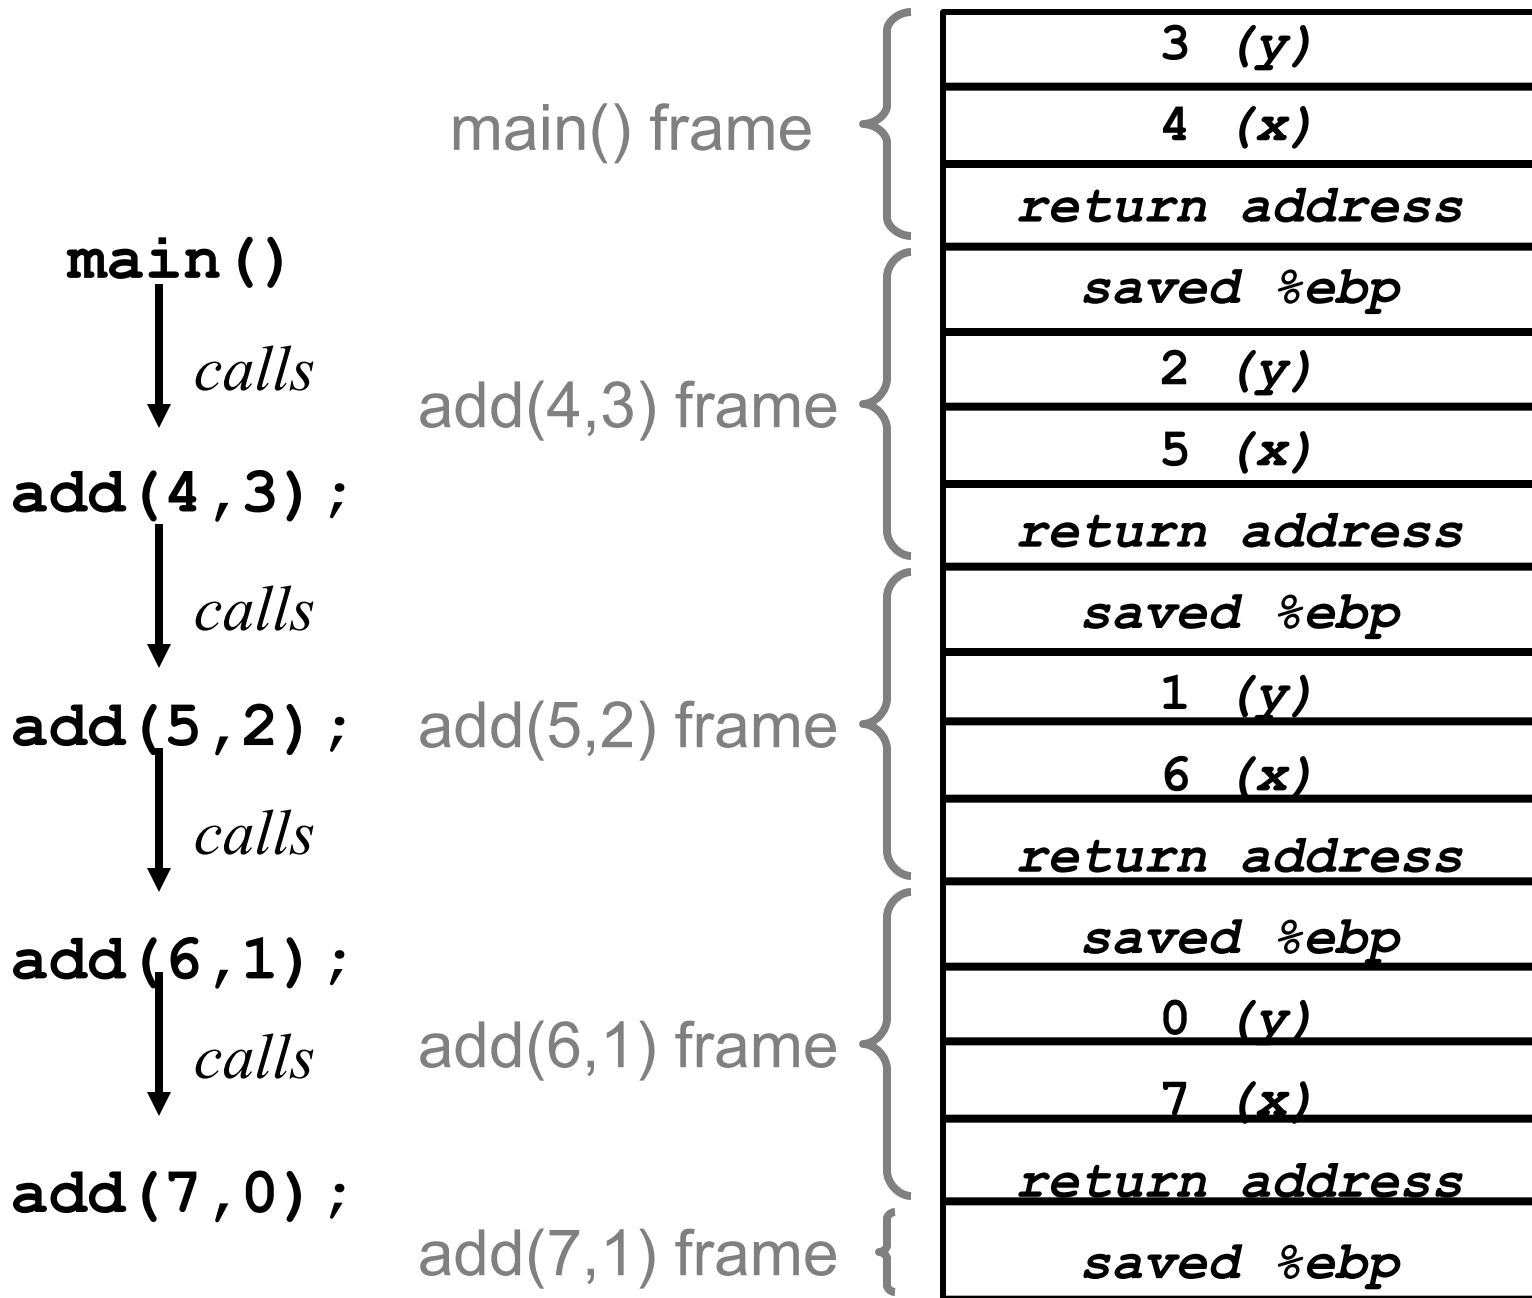 main()
calls
add(4,3);
calls
add(5,2);
calls
add(6,1);
calls
add(7,0);
main() frame
add(4,3) frame
add(5,2) frame
add(6,1) frame
add(7,1) frame
3 (y)
4 (x)
return address
saved %ebp
2 (y)
5 (x)
return address
saved %ebp
1 (y)
6 (x)
return address
saved %ebp
0 (y)
7 (x)
return address
saved %ebp